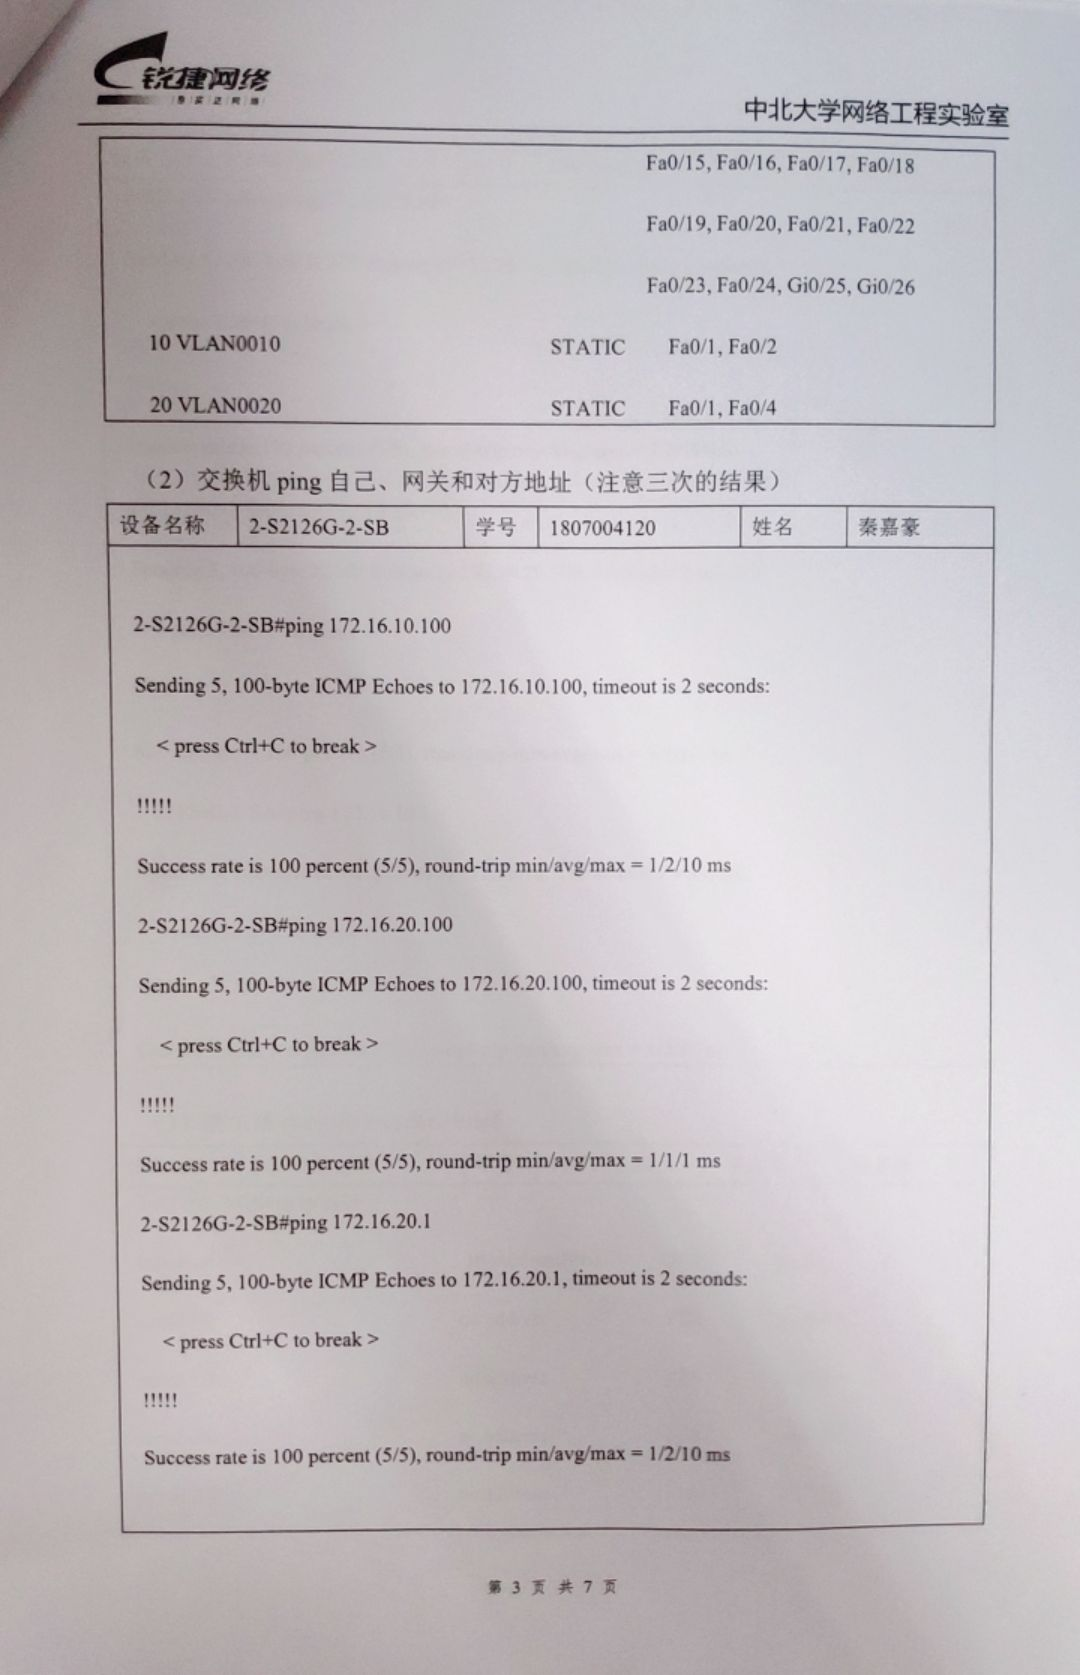 锐捷网络
中北大学网络工程实验室
Fa0/15, Fa0/16, Fa0/17, Fa0/18
Fa0/19, Fa0/20, Fa0/21, Fa0/22
Fa0/23, Fa0/24, Gi0/25, Gi0/26
10 VLAN0010 STATIC Fa0/1, Fa0/2
20 VLAN0020 STATIC Fa0/1, Fa0/4
（2）交换机 ping 自己、网关和对方地址（注意三次的结果）
设备名称 2-S2126G-2-SB 学号 1807004120 姓名 秦嘉豪
2-S2126G-2-SB#ping 172.16.10.100
Sending 5, 100-byte ICMP Echoes to 172.16.10.100, timeout is 2 seconds:
< press Ctrl+C to break >
!!!!!
Success rate is 100 percent (5/5), round-trip min/avg/max = 1/2/10 ms
2-S2126G-2-SB#ping 172.16.20.100
Sending 5, 100-byte ICMP Echoes to 172.16.20.100, timeout is 2 seconds:
< press Ctrl+C to break >
!!!!!
Success rate is 100 percent (5/5), round-trip min/avg/max = 1/1/1 ms
2-S2126G-2-SB#ping 172.16.20.1
Sending 5, 100-byte ICMP Echoes to 172.16.20.1, timeout is 2 seconds:
< press Ctrl+C to break >
!!!!!
Success rate is 100 percent (5/5), round-trip min/avg/max = 1/2/10 ms
第 3 页 共 7 页